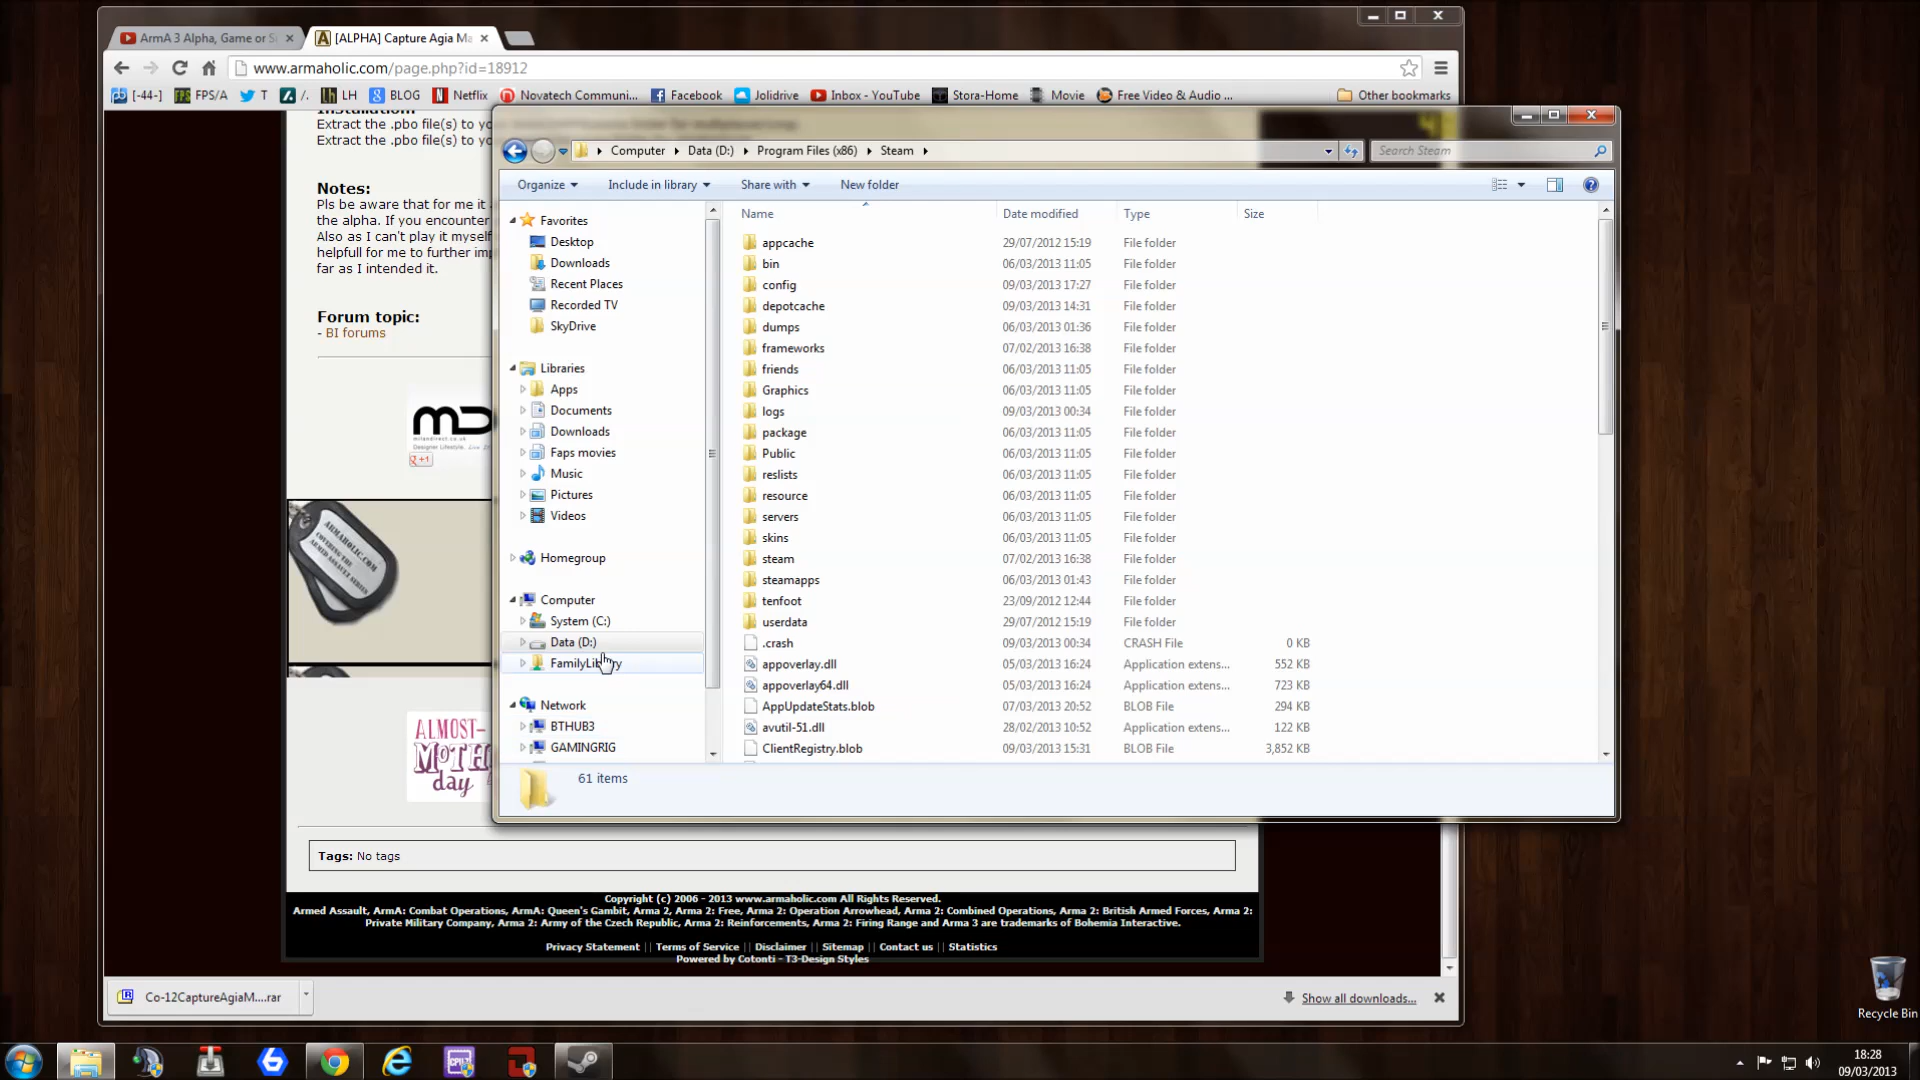 ArmA 3 Alpha, Game or S
[ALPHA] Capture Agia Ma
www.armaholic.com/page.php?id=18912
[-44-]
FPS/A
T
/.
LH
BLOG
Netflix
Novatech Communi...
Facebook
Jolidrive
Inbox - YouTube
Stora-Home
Movie
Free Video & Audio ...
Other bookmarks
Extract the .pbo file(s) to yo
Extract the .pbo file(s) to yo
Notes:
Pls be aware that for me it
the alpha. If you encounter
Also as I can't play it myself
helpfull for me to further imp
far as I intended it.
Forum topic:
- BI forums
milandirect.co.uk
+1
ARMAHOLIC.COM
COVERING THE
ARMED ASSAULT SERIES
ALMOST-
MOTH
day
Computer
Data (D:)
Program Files (x86)
Steam
Search Steam
Organize
Include in library
Share with
New folder
Favorites
Desktop
Downloads
Recent Places
Recorded TV
SkyDrive
Libraries
Apps
Documents
Downloads
Faps movies
Music
Pictures
Videos
Homegroup
Computer
System (C:)
Data (D:)
FamilyLibrary
Network
BTHUB3
GAMINGRIG
Name Date modified Type Size
appcache 29/07/2012 15:19 File folder
bin 06/03/2013 11:05 File folder
config 09/03/2013 17:27 File folder
depotcache 09/03/2013 14:31 File folder
dumps 06/03/2013 01:36 File folder
frameworks 07/02/2013 16:38 File folder
friends 06/03/2013 11:05 File folder
Graphics 06/03/2013 11:05 File folder
logs 09/03/2013 00:34 File folder
package 06/03/2013 11:05 File folder
Public 06/03/2013 11:05 File folder
reslists 06/03/2013 11:05 File folder
resource 06/03/2013 11:05 File folder
servers 06/03/2013 11:05 File folder
skins 06/03/2013 11:05 File folder
steam 07/02/2013 16:38 File folder
steamapps 06/03/2013 01:43 File folder
tenfoot 23/09/2012 12:44 File folder
userdata 29/07/2012 15:19 File folder
.crash 09/03/2013 00:34 CRASH File 0 KB
appoverlay.dll 05/03/2013 16:24 Application extens... 552 KB
appoverlay64.dll 05/03/2013 16:24 Application extens... 723 KB
AppUpdateStats.blob 07/03/2013 20:52 BLOB File 294 KB
avutil-51.dll 28/02/2013 10:52 Application extens... 727 KB
ClientRegistry.blob 09/03/2013 15:31 BLOB File 3,852 KB
61 items
Tags: No tags
Copyright (c) 2006 - 2013 www.armaholic.com All Rights Reserved.
Armed Assault, ArmA: Combat Operations, ArmA: Queen's Gambit, Arma 2, Arma 2: Free, Arma 2: Operation Arrowhead, Arma 2: Combined Operations, Arma 2: British Armed Forces, Arma 2:
Private Military Company, Arma 2: Army of the Czech Republic, Arma 2: Reinforcements, Arma 2: Firing Range and Arma 3 are trademarks of Bohemia Interactive.
Privacy Statement || Terms of Service || Disclaimer || Sitemap || Contact us || Statistics
Powered by Cotonti - T3-Design Styles
Co-12CaptureAgiaM....rar
Show all downloads...
Recycle Bin
18:28
09/03/2013